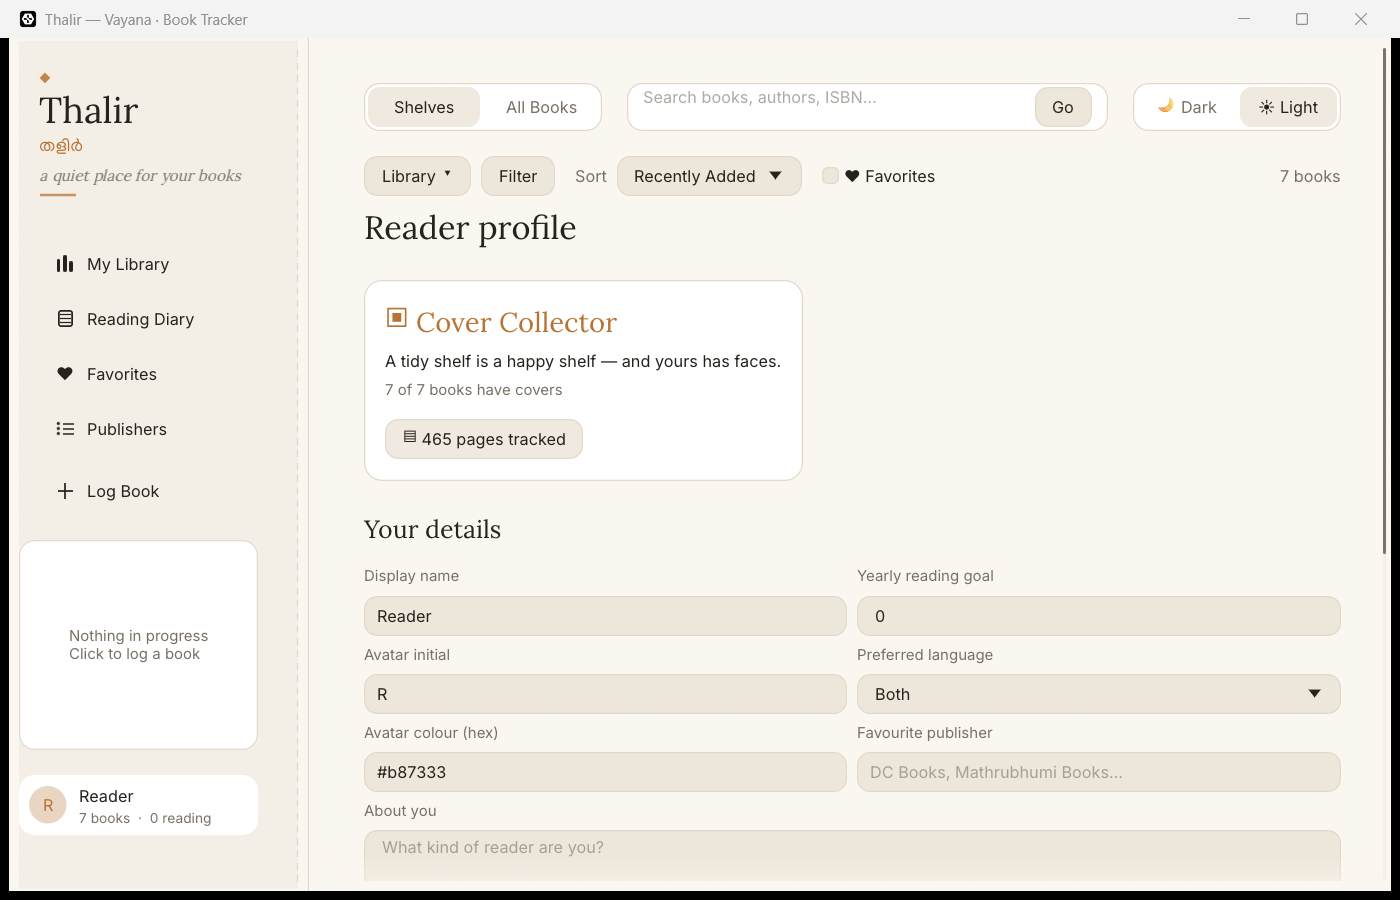 Thalir — Vayana · Book Tracker
Thalir
തളിർ
a quiet place for your books
My Library
Reading Diary
Favorites
Publishers
Log Book
Nothing in progress
Click to log a book
R
Reader
7 books · 0 reading
Shelves
All Books
Search books, authors, ISBN...
Go
Dark
Light
Library
Filter
Sort
Recently Added
Favorites
7 books
Reader profile
Cover Collector
A tidy shelf is a happy shelf — and yours has faces.
7 of 7 books have covers
465 pages tracked
Your details
Display name
Yearly reading goal
Reader
0
Avatar initial
Preferred language
R
Both
Avatar colour (hex)
Favourite publisher
#b87333
DC Books, Mathrubhumi Books...
About you
What kind of reader are you?